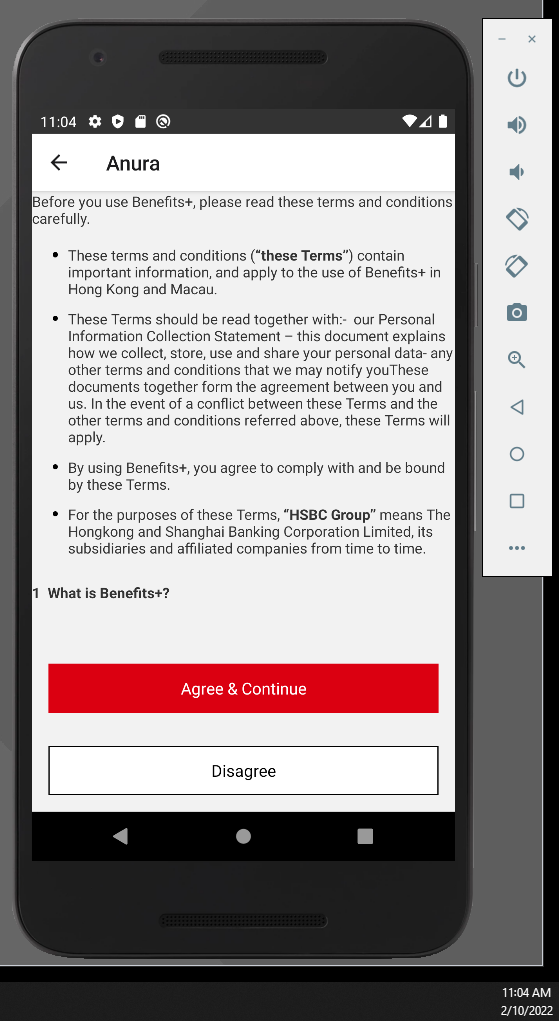 11:04
Anura
Before you use Benefits+, please read these terms and conditions
carefully.
• These terms and conditions (“these Terms”) contain
important information, and apply to the use of Benefits+ in
Hong Kong and Macau.
• These Terms should be read together with:-  our Personal
Information Collection Statement – this document explains
how we collect, store, use and share your personal data- any
other terms and conditions that we may notify youThese
documents together form the agreement between you and
us. In the event of a conflict between these Terms and the
other terms and conditions referred above, these Terms will
apply.
• By using Benefits+, you agree to comply with and be bound
by these Terms.
• For the purposes of these Terms, “HSBC Group” means The
Hongkong and Shanghai Banking Corporation Limited, its
subsidiaries and affiliated companies from time to time.
1  What is Benefits+?
Agree & Continue
Disagree
11:04 AM
2/10/2022